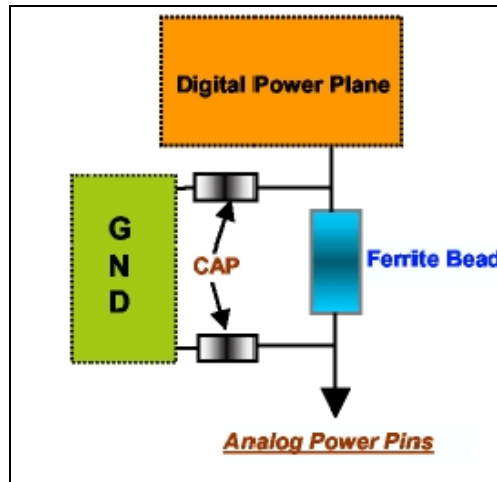 Digital Power Plane
G
N
D
CAP
Ferrite Bead
Analog Power Pins